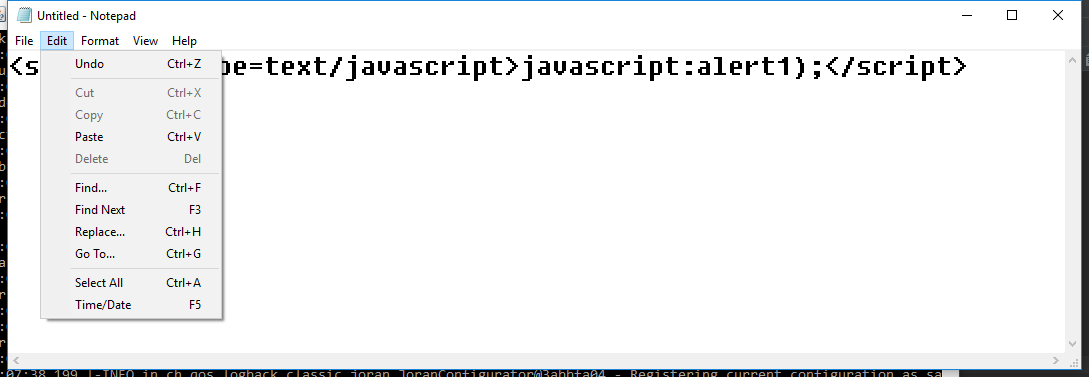 Untitled - Notepad
File Edit Format View Help
<s pe=text/javascript>javascript:alert1);</script>
Undo Ctrl+Z
Cut Ctrl+X
Copy Ctrl+C
Paste Ctrl+V
Delete Del
Find... Ctrl+F
Find Next F3
Replace... Ctrl+H
Go To... Ctrl+G
Select All Ctrl+A
Time/Date F5
:07:38,199 |-INFO in ch.qos.logback.classic.joran.JoranConfigurator@3abbfa04 - Registering current configuration as sa